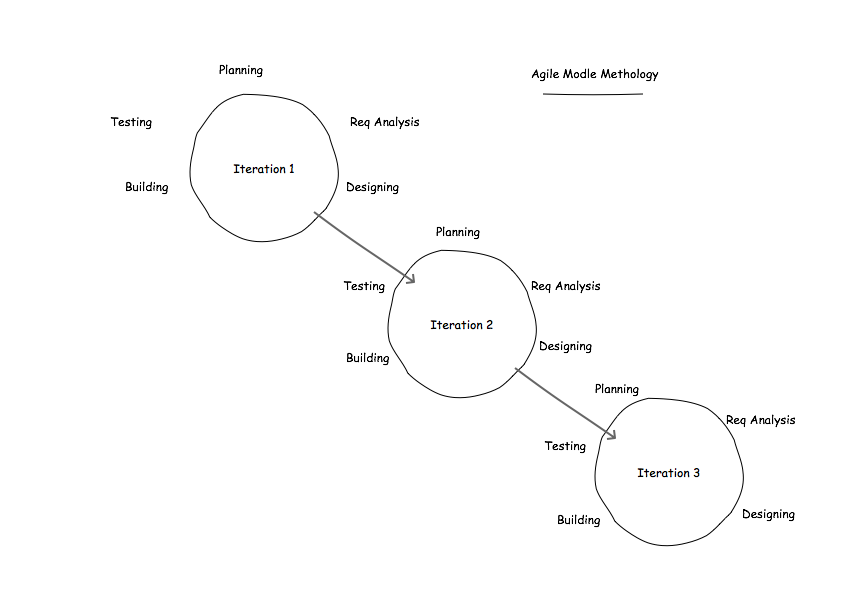 Agile Modle Methology
Planning
Testing
Req Analysis
Iteration 1
Building
Designing
Planning
Testing
Req Analysis
Iteration 2
Building
Designing
Planning
Testing
Req Analysis
Iteration 3
Building
Designing